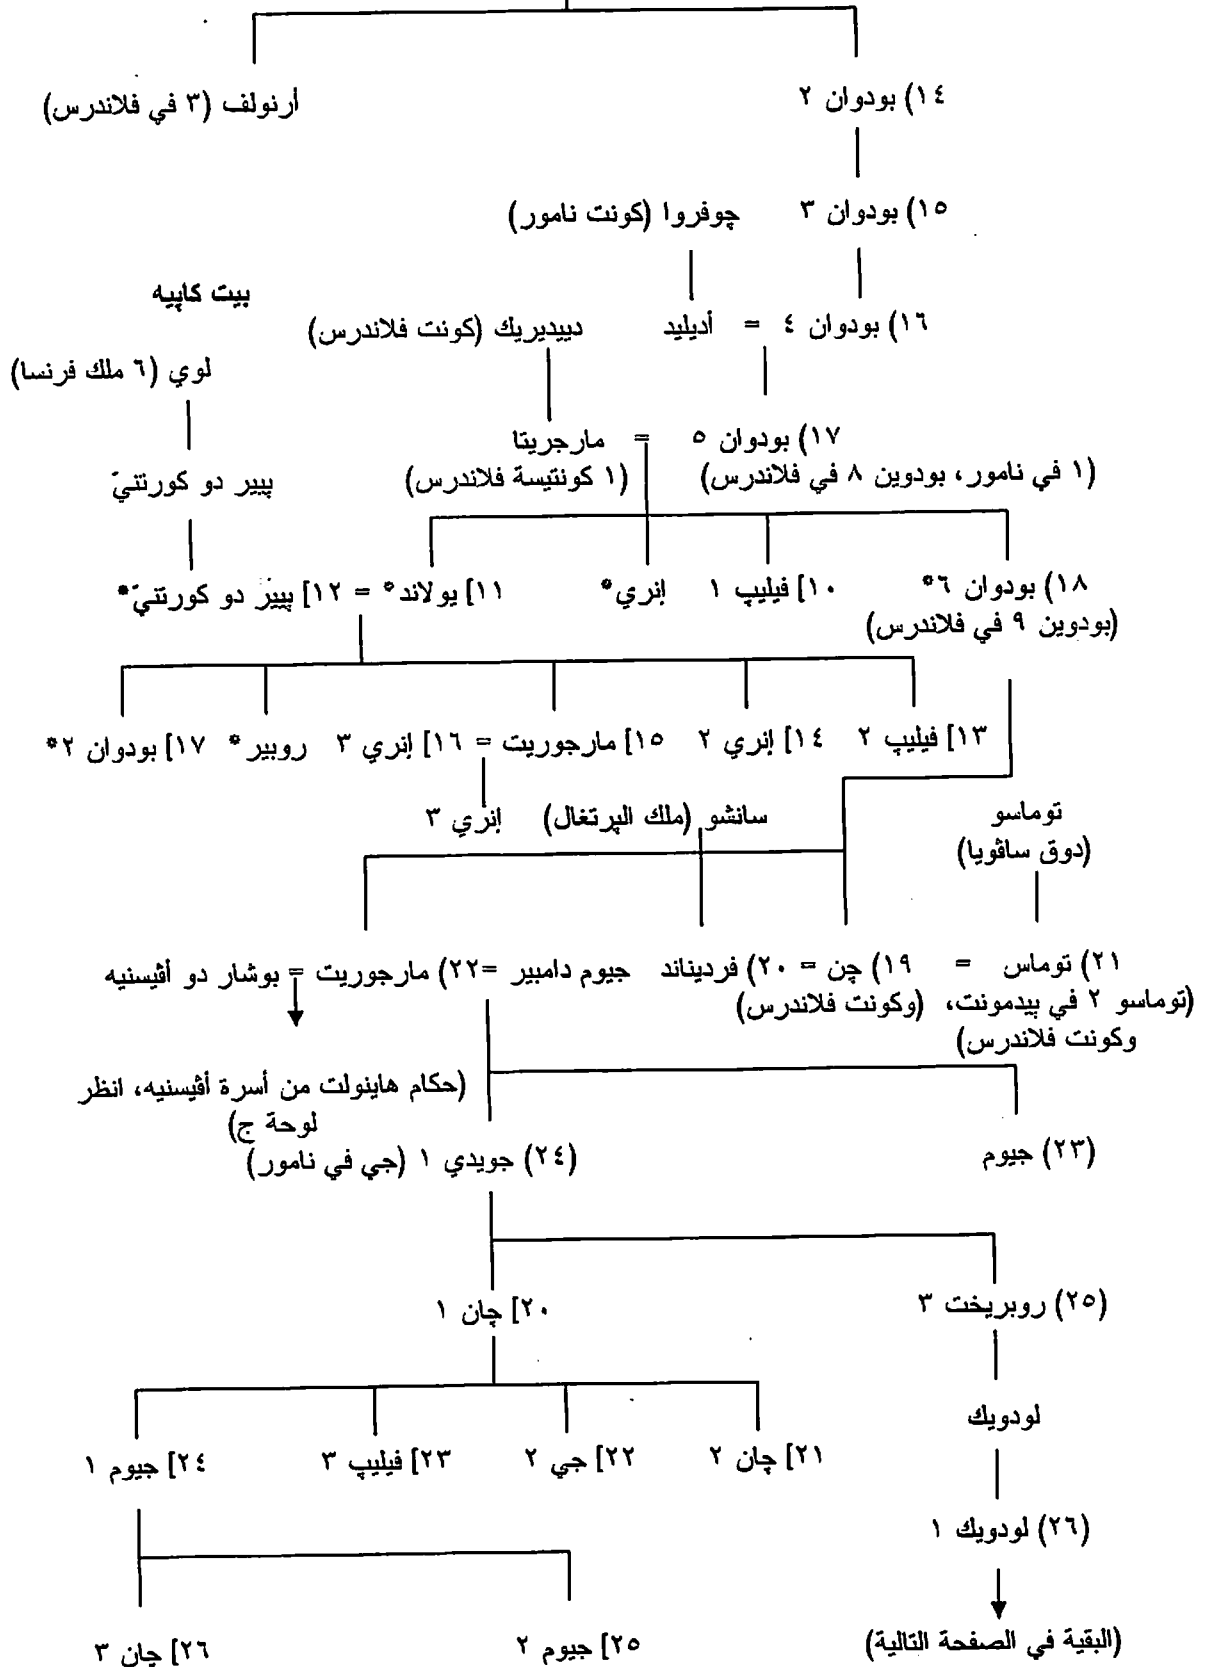 ١٤) بودوان ٢
أرنولف (٣ في فلاندرس)
١٥) بودوان ٣
چوفروا (كونت نامور)
بيت كاپيه
١٦) بودوان ٤ = أديليد
دييديريك (كونت فلاندرس)
لوي (٦ ملك فرنسا)
١٧) بودوان ٥ = مارجريتا
(١ في نامور، بودوين ٨ في فلاندرس)
(١ كونتيسة فلاندرس)
پيير دو كورتنيّ
١٨) بودوان ٦*
(بودوين ٩ في فلاندرس)
١٠] فيليپ ١
إنري*
١١] يولاند* = ١٢] پيير دو كورتنيّ*
١٣] فيليپ ٢
١٤] إنري ٢
١٥] مارجوريت = ١٦] إنري ٣
روبير*
١٧] بودوان ٢*
إنري ٣
سانشو (ملك الپرتغال)
توماسو
(دوق ساڤويا)
٢١) توماس = ١٩) چن = ٢٠) فرديناند
(توماسو ٢ في بيدمونت،
وكونت فلاندرس)
(وكونت فلاندرس)
جيوم دامبير =٢٢) مارجوريت = بوشار دو أڤيسنيه
(حكام هاينولت من أسرة أڤيسنيه، انظر
لوحة ج)
(٢٣) جيوم
(٢٤) جويدي ١ (جي في نامور)
(٢٥) روبريخت ٣
٢٠] چان ١
لودويك
٢١] چان ٢
٢٢] جي ٢
٢٣] فيليپ ٣
٢٤] جيوم ١
(٢٦) لودويك ١
(البقية في الصفحة التالية)
٢٥] جيوم ٢
٢٦] چان ٣